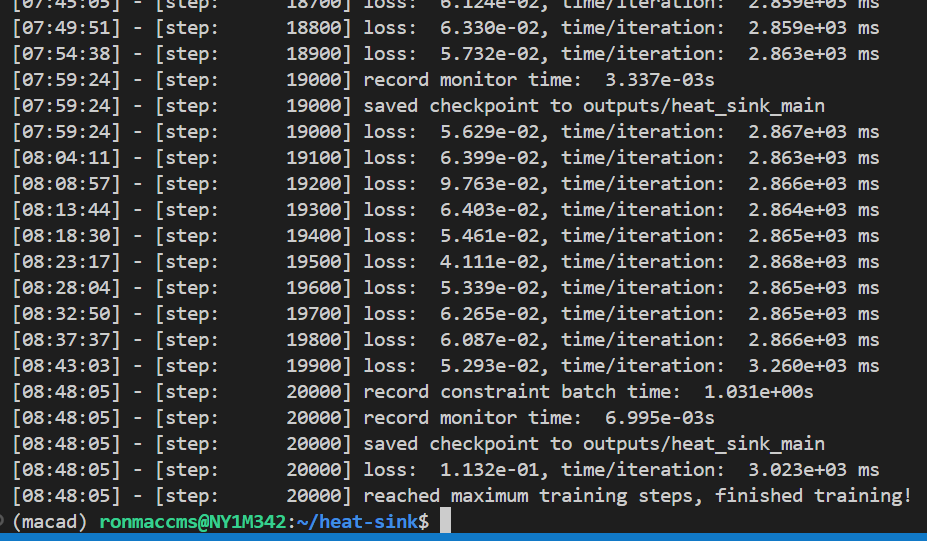 [07:45:05] - [step:      18700] loss:  6.124e-02, time/iteration:  2.859e+03 ms
[07:49:51] - [step:      18800] loss:  6.330e-02, time/iteration:  2.859e+03 ms
[07:54:38] - [step:      18900] loss:  5.732e-02, time/iteration:  2.863e+03 ms
[07:59:24] - [step:      19000] record monitor time:  3.337e-03s
[07:59:24] - [step:      19000] saved checkpoint to outputs/heat_sink_main
[07:59:24] - [step:      19000] loss:  5.629e-02, time/iteration:  2.867e+03 ms
[08:04:11] - [step:      19100] loss:  6.399e-02, time/iteration:  2.863e+03 ms
[08:08:57] - [step:      19200] loss:  9.763e-02, time/iteration:  2.866e+03 ms
[08:13:44] - [step:      19300] loss:  6.403e-02, time/iteration:  2.864e+03 ms
[08:18:30] - [step:      19400] loss:  5.461e-02, time/iteration:  2.865e+03 ms
[08:23:17] - [step:      19500] loss:  4.111e-02, time/iteration:  2.868e+03 ms
[08:28:04] - [step:      19600] loss:  5.339e-02, time/iteration:  2.865e+03 ms
[08:32:50] - [step:      19700] loss:  6.265e-02, time/iteration:  2.865e+03 ms
[08:37:37] - [step:      19800] loss:  6.087e-02, time/iteration:  2.866e+03 ms
[08:43:03] - [step:      19900] loss:  5.293e-02, time/iteration:  3.260e+03 ms
[08:48:05] - [step:      20000] record constraint batch time:  1.031e+00s
[08:48:05] - [step:      20000] record monitor time:  6.995e-03s
[08:48:05] - [step:      20000] saved checkpoint to outputs/heat_sink_main
[08:48:05] - [step:      20000] loss:  1.132e-01, time/iteration:  3.023e+03 ms
[08:48:05] - [step:      20000] reached maximum training steps, finished training!
(macad) ronmaccms@NY1M342:~/heat-sink$